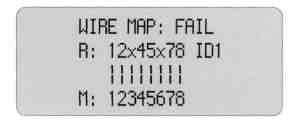 WIRE MAP: FAIL
R: 12x45x78 ID1
||||||||
M: 12345678